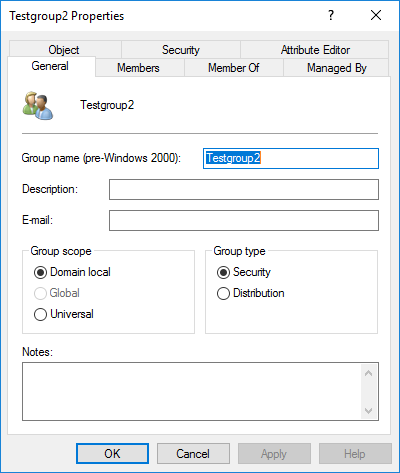 Testgroup2 Properties
?
Object Security Attribute Editor
General Members Member Of Managed By
Testgroup2
Group name (pre-Windows 2000): Testgroup2
Description:
E-mail:
Group scope Group type
Domain local Security
Global Distribution
Universal
Notes:
OK Cancel Apply Help